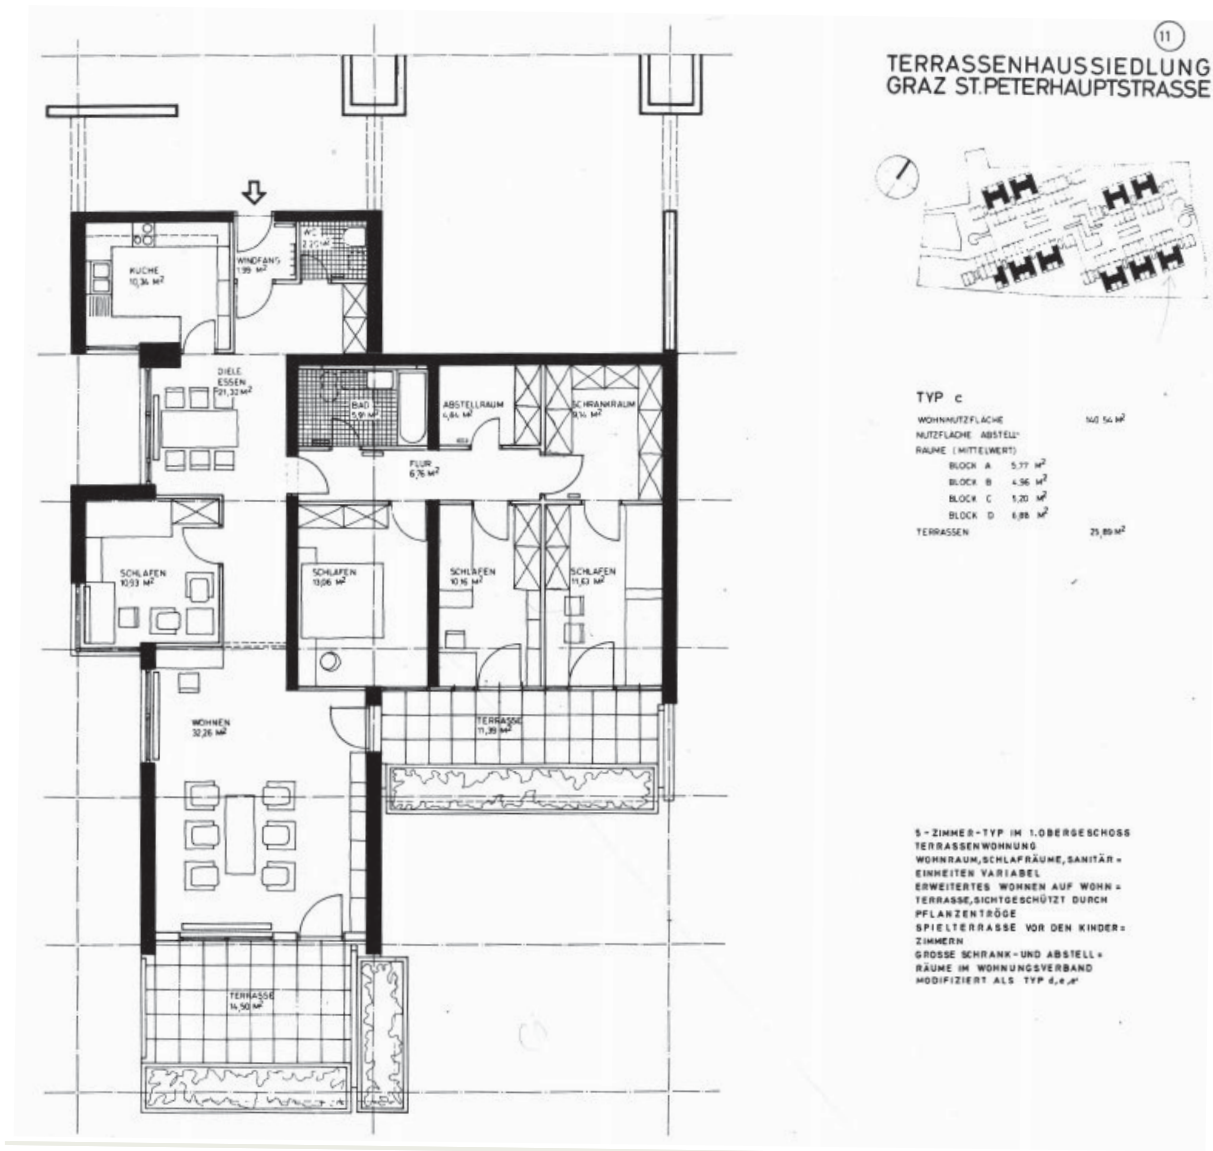 11
TERRASSENHAUSSIEDLUNG
GRAZ ST.PETERHAUPTSTRASSE
KÜCHE
10,34 M²
WINDFANG
1,99 M²
WC
DIELE
ESSEN
21,32 M²
BAD
5,91 M²
ABSTELLRAUM
4,84 M²
SCHRANKRAUM
9,14 M²
FLUR
6,76 M²
SCHLAFEN
10,93 M²
SCHLAFEN
13,06 M²
SCHLAFEN
10,16 M²
SCHLAFEN
11,63 M²
WOHNEN
32,26 M²
TERRASSE
11,39 M²
TERRASSE
14,50 M²
TYP c
WOHNNUTZFLÄCHE 140,54 M²
NUTZFLÄCHE ABSTELL-
RÄUME (MITTELWERT)
BLOCK A 5,77 M²
BLOCK B 4,96 M²
BLOCK C 5,20 M²
BLOCK D 6,88 M²
TERRASSEN 25,89 M²
5-ZIMMER-TYP IM 1.OBERGESCHOSS
TERRASSENWOHNUNG
WOHNRAUM,SCHLAFRÄUME,SANITÄR=
EINHEITEN VARIABEL
ERWEITERTES WOHNEN AUF WOHN=
TERRASSE,SICHTGESCHÜTZT DURCH
PFLANZENTRÖGE
SPIELTERRASSE VOR DEN KINDER=
ZIMMERN
GROSSE SCHRANK-UND ABSTELL=
RÄUME IM WOHNUNGSVERBAND
MODIFIZIERT ALS TYP d,e,e'